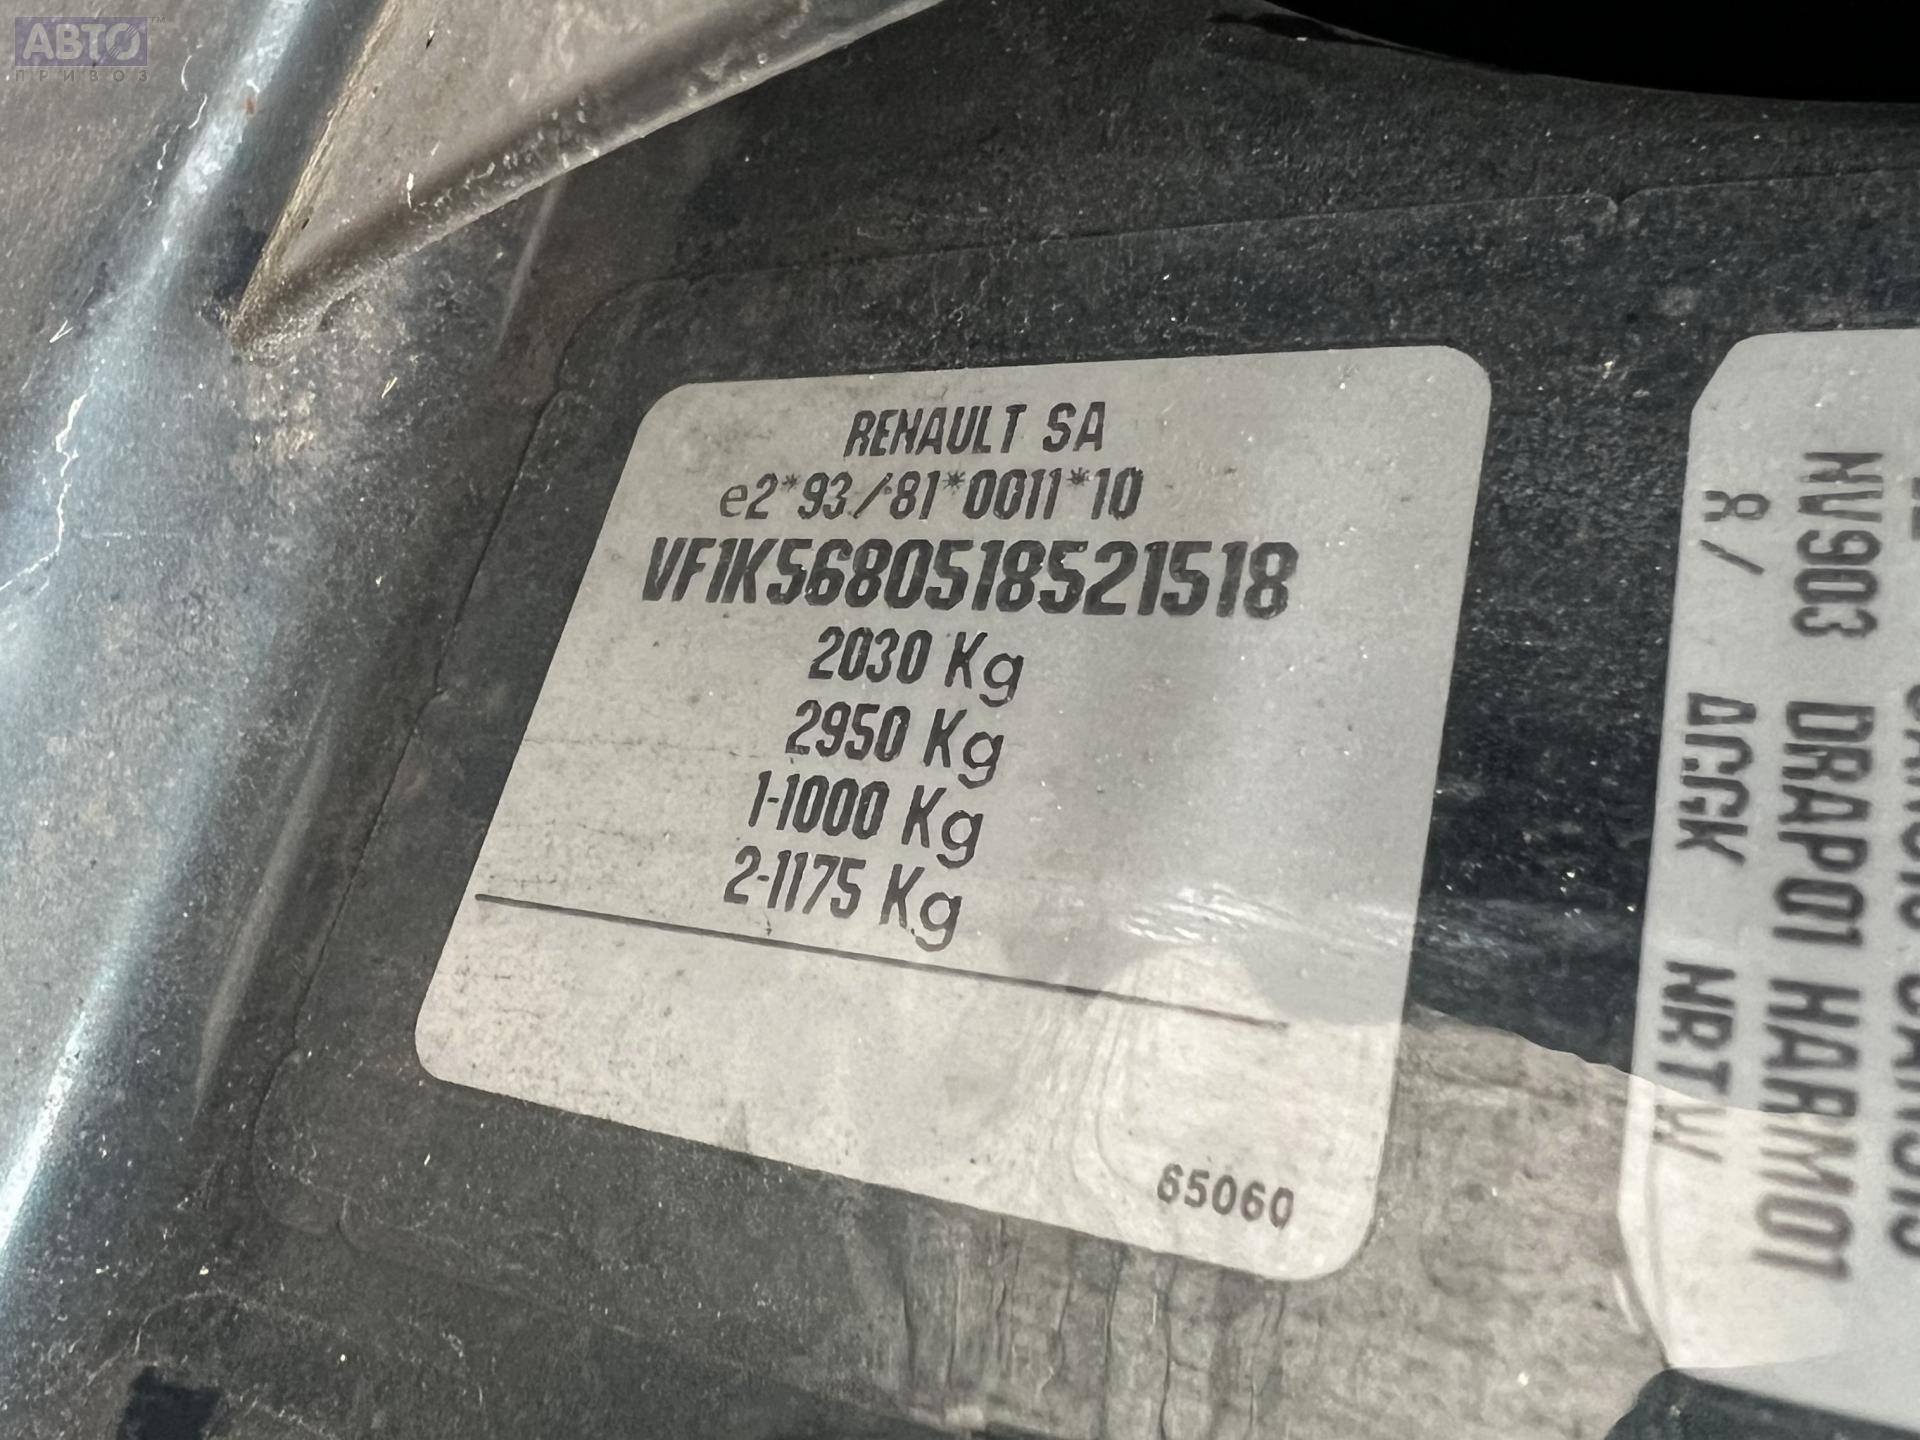 АВТО™
ПРИВОЗ
RENAULT SA
e2*93/81*0011*10
VF1K5680518521518
2030 Kg
2950 Kg
1-1000 Kg
2-1175 Kg
65060
NV903 DRAP01 HARM01